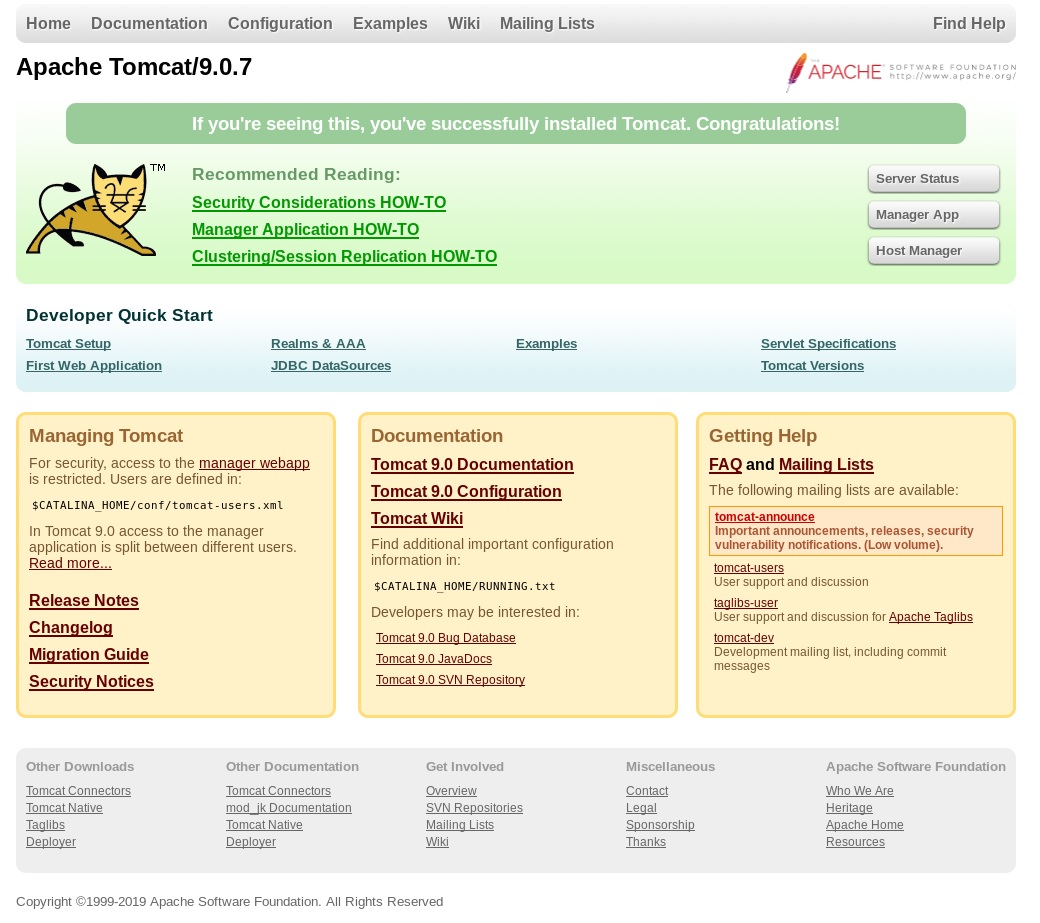 Home Documentation Configuration Examples Wiki Mailing Lists Find Help
Apache Tomcat/9.0.7
THE APACHE SOFTWARE FOUNDATION
http://www.apache.org/
If you're seeing this, you've successfully installed Tomcat. Congratulations!
TM
Recommended Reading:
Security Considerations HOW-TO
Manager Application HOW-TO
Clustering/Session Replication HOW-TO
Server Status
Manager App
Host Manager
Developer Quick Start
Tomcat Setup
First Web Application
Realms & AAA
JDBC DataSources
Examples
Servlet Specifications
Tomcat Versions
Managing Tomcat
For security, access to the manager webapp
is restricted. Users are defined in:
$CATALINA_HOME/conf/tomcat-users.xml
In Tomcat 9.0 access to the manager
application is split between different users.
Read more...
Release Notes
Changelog
Migration Guide
Security Notices
Documentation
Tomcat 9.0 Documentation
Tomcat 9.0 Configuration
Tomcat Wiki
Find additional important configuration
information in:
$CATALINA_HOME/RUNNING.txt
Developers may be interested in:
Tomcat 9.0 Bug Database
Tomcat 9.0 JavaDocs
Tomcat 9.0 SVN Repository
Getting Help
FAQ and Mailing Lists
The following mailing lists are available:
tomcat-announce
Important announcements, releases, security
vulnerability notifications. (Low volume).
tomcat-users
User support and discussion
taglibs-user
User support and discussion for Apache Taglibs
tomcat-dev
Development mailing list, including commit
messages
Other Downloads
Tomcat Connectors
Tomcat Native
Taglibs
Deployer
Other Documentation
Tomcat Connectors
mod_jk Documentation
Tomcat Native
Deployer
Get Involved
Overview
SVN Repositories
Mailing Lists
Wiki
Miscellaneous
Contact
Legal
Sponsorship
Thanks
Apache Software Foundation
Who We Are
Heritage
Apache Home
Resources
Copyright ©1999-2019 Apache Software Foundation. All Rights Reserved